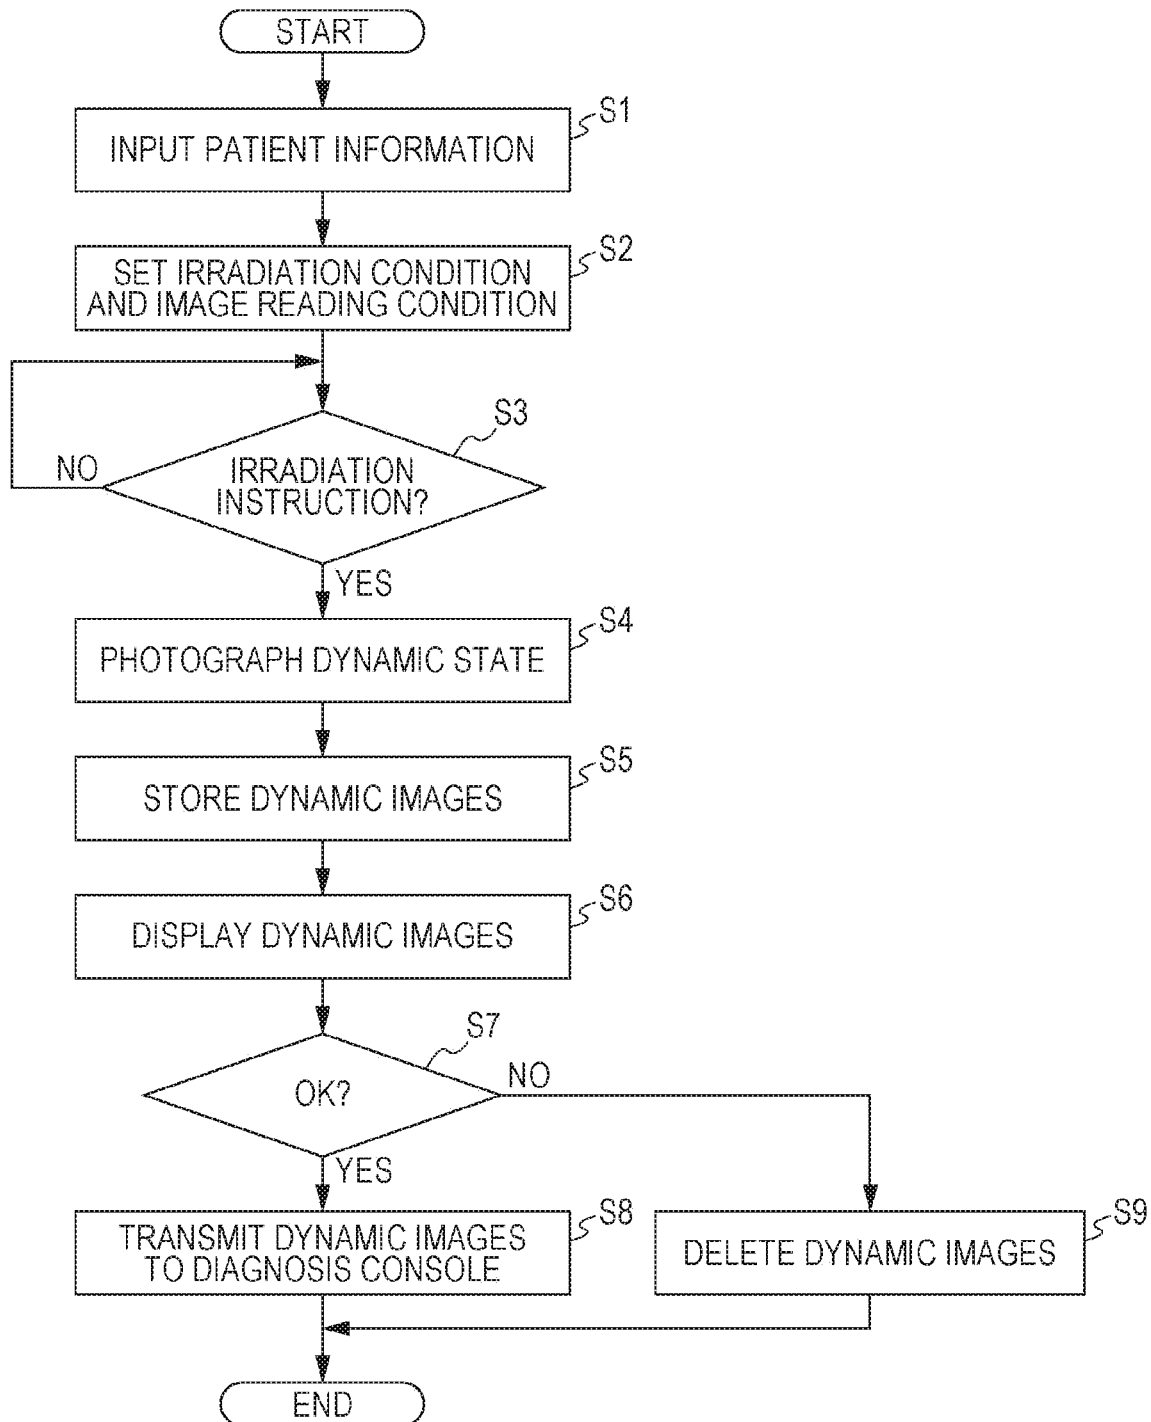 START
S1
INPUT PATIENT INFORMATION
S2
SET IRRADIATION CONDITION
AND IMAGE READING CONDITION
S3
IRRADIATION
INSTRUCTION?
NO
YES
S4
PHOTOGRAPH DYNAMIC STATE
S5
STORE DYNAMIC IMAGES
S6
DISPLAY DYNAMIC IMAGES
S7
OK?
NO
YES
S8
TRANSMIT DYNAMIC IMAGES
TO DIAGNOSIS CONSOLE
S9
DELETE DYNAMIC IMAGES
END